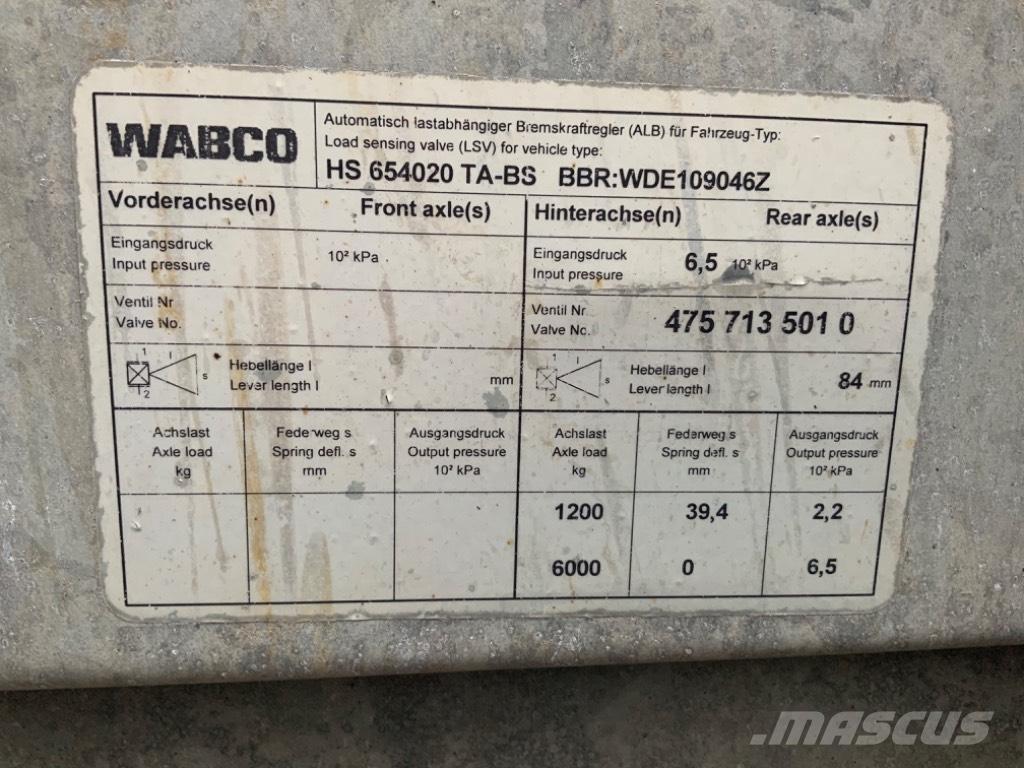 WABCO
Automatisch lastabhängiger Bremskraftregler (ALB) für Fahrzeug-Typ:
Load sensing valve (LSV) for vehicle type:
HS 654020 TA-BS BBR:WDE109046Z
Vorderachse(n) Front axle(s) Hinterachse(n) Rear axle(s)
Eingangsdruck
Input pressure
10² kPa
Eingangsdruck
Input pressure
6,5 10² kPa
Ventil Nr
Valve No.
Ventil Nr
Valve No.
475 713 501 0
1 l s 2
Hebellänge l
Lever length l
mm
1 l s 2
Hebellänge l
Lever length l
84 mm
Achslast
Axle load
kg
Federweg s
Spring defl. s
mm
Ausgangsdruck
Output pressure
10² kPa
Achslast
Axle load
kg
Federweg s
Spring defl. s
mm
Ausgangsdruck
Output pressure
10² kPa
1200 39,4 2,2
6000 0 6,5
MASCUS